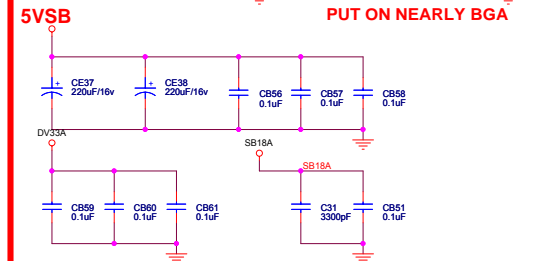 5VSB
PUT ON NEARLY BGA
+ CE37
220uF/16v
+ CE38
220uF/16v
CB56
0.1uF
CB57
0.1uF
CB58
0.1uF
DV33A
SB18A
SB18A
CB59
0.1uF
CB60
0.1uF
CB61
0.1uF
C31
3300pF
CB51
0.1uF